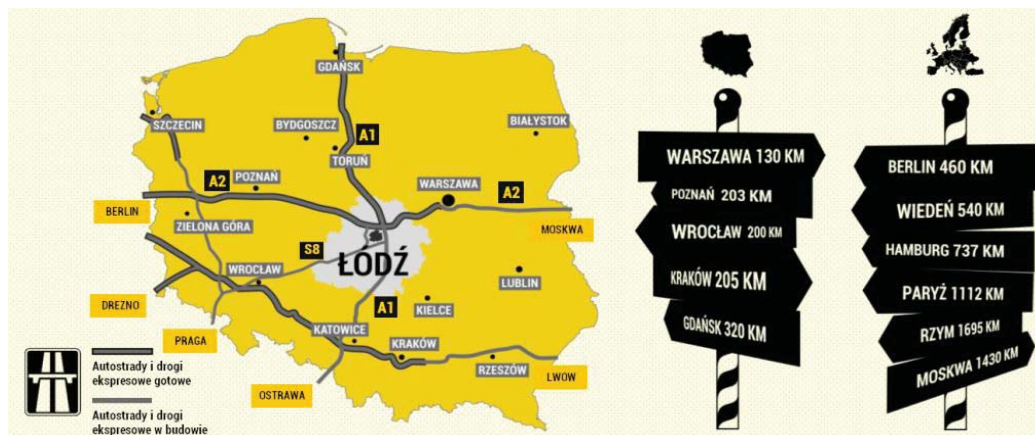 GDAŃSK
SZCZECIN
BYDGOSZCZ
A1
BIAŁYSTOK
TORUŃ
A2
POZNAŃ
WARSZAWA
A2
BERLIN
ZIELONA GÓRA
MOSKWA
S8
ŁÓDŹ
WROCŁAW
LUBLIN
DREZNO
A1
KIELCE
PRAGA
KATOWICE
KRAKÓW
RZESZÓW
LWOW
OSTRAWA
Autostrady i drogi
ekspresowe gotowe
Autostrady i drogi
ekspresowe w budowie
WARSZAWA 130 KM
POZNAŃ 203 KM
WROCŁAW 200 KM
KRAKÓW 205 KM
GDAŃSK 320 KM
BERLIN 460 KM
WIEDEŃ 540 KM
HAMBURG 737 KM
PARYŻ 1112 KM
RZYM 1695 KM
MOSKWA 1430 KM